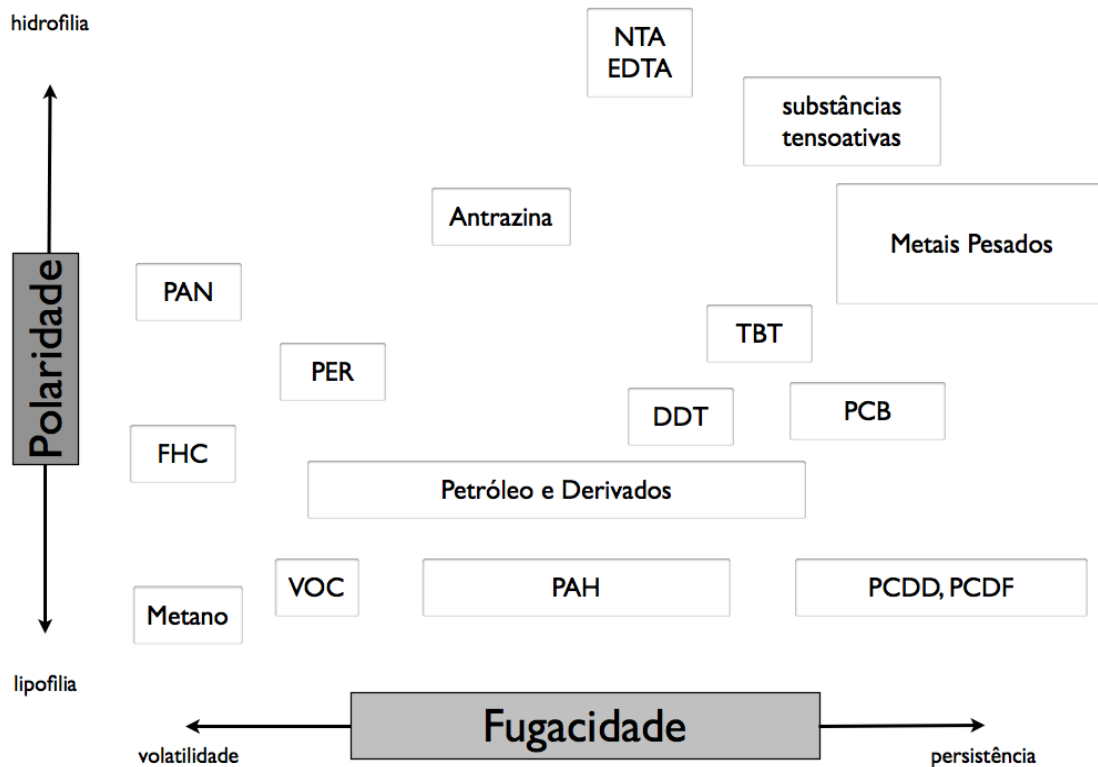 hidrofilia
NTA
EDTA
substâncias
tensoativas
Antrazina
Metais Pesados
PAN
TBT
PER
Polaridade
DDT
PCB
FHC
Petróleo e Derivados
VOC
PAH
PCDD, PCDF
Metano
lipofilia
Fugacidade
volatilidade
persistência